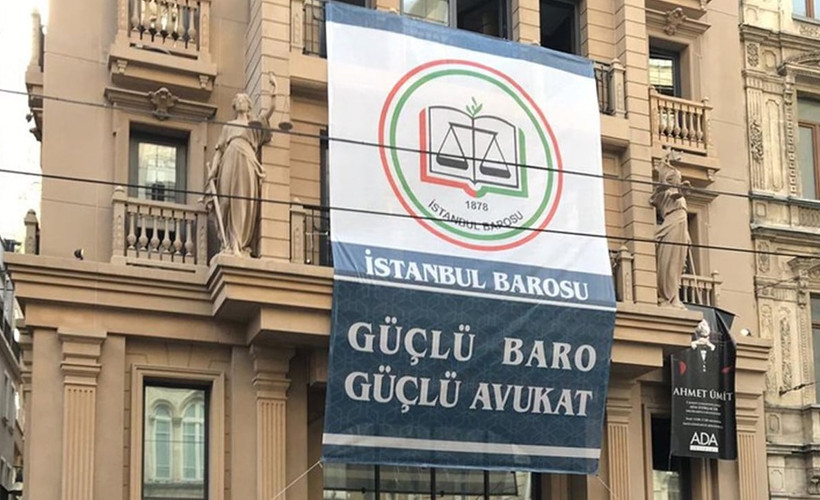 1878
İSTANBUL BAROSU
İSTANBUL BAROSU
GÜÇLÜ BARO
GÜÇLÜ AVUKAT
AHMET ÜMİT
ADA